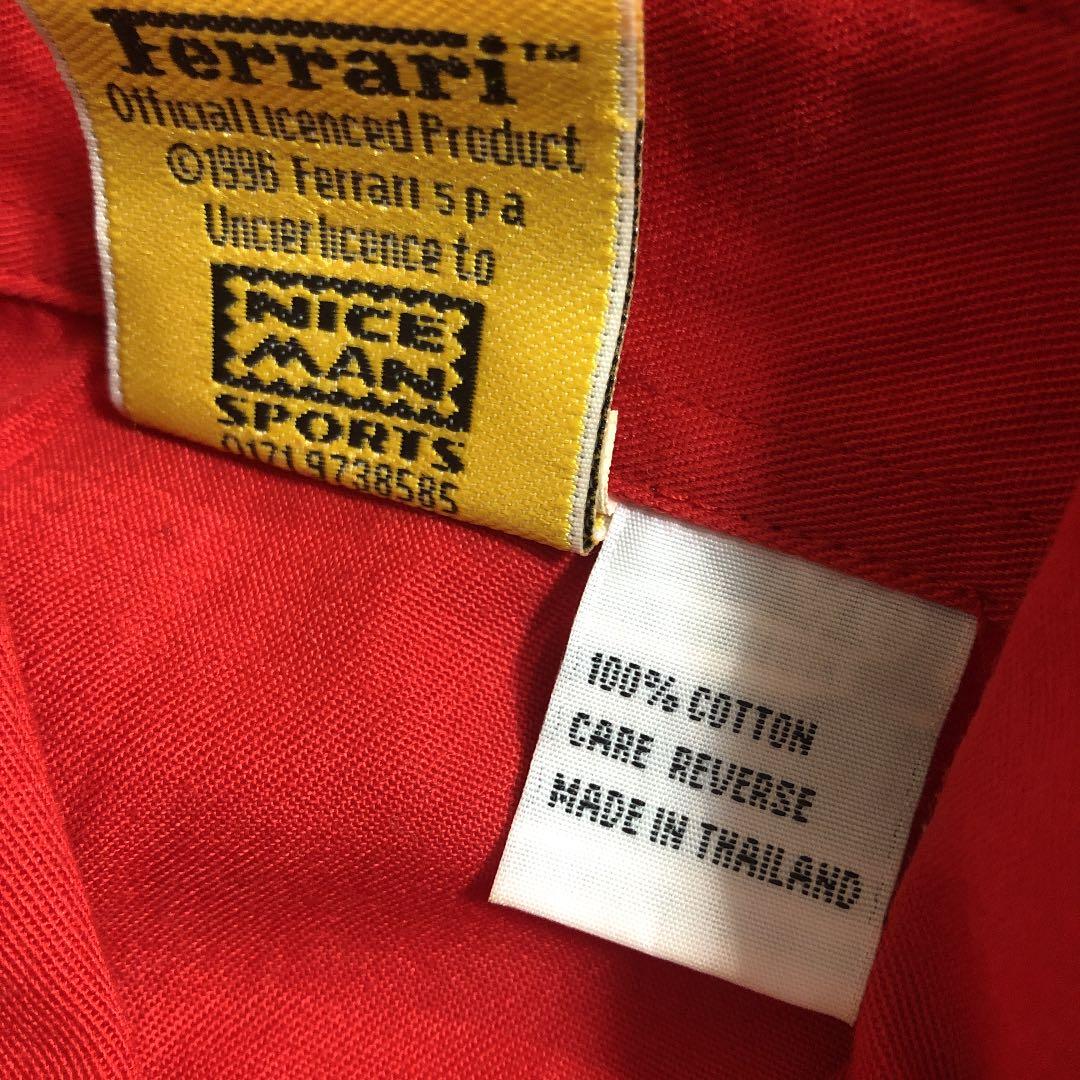 Ferrari™
Official Licenced Product
©1996 Ferrari spa
Under licence to
NICE
MAN
SPORTS
01719738585
100% COTTON
CARE REVERSE
MADE IN THAILAND